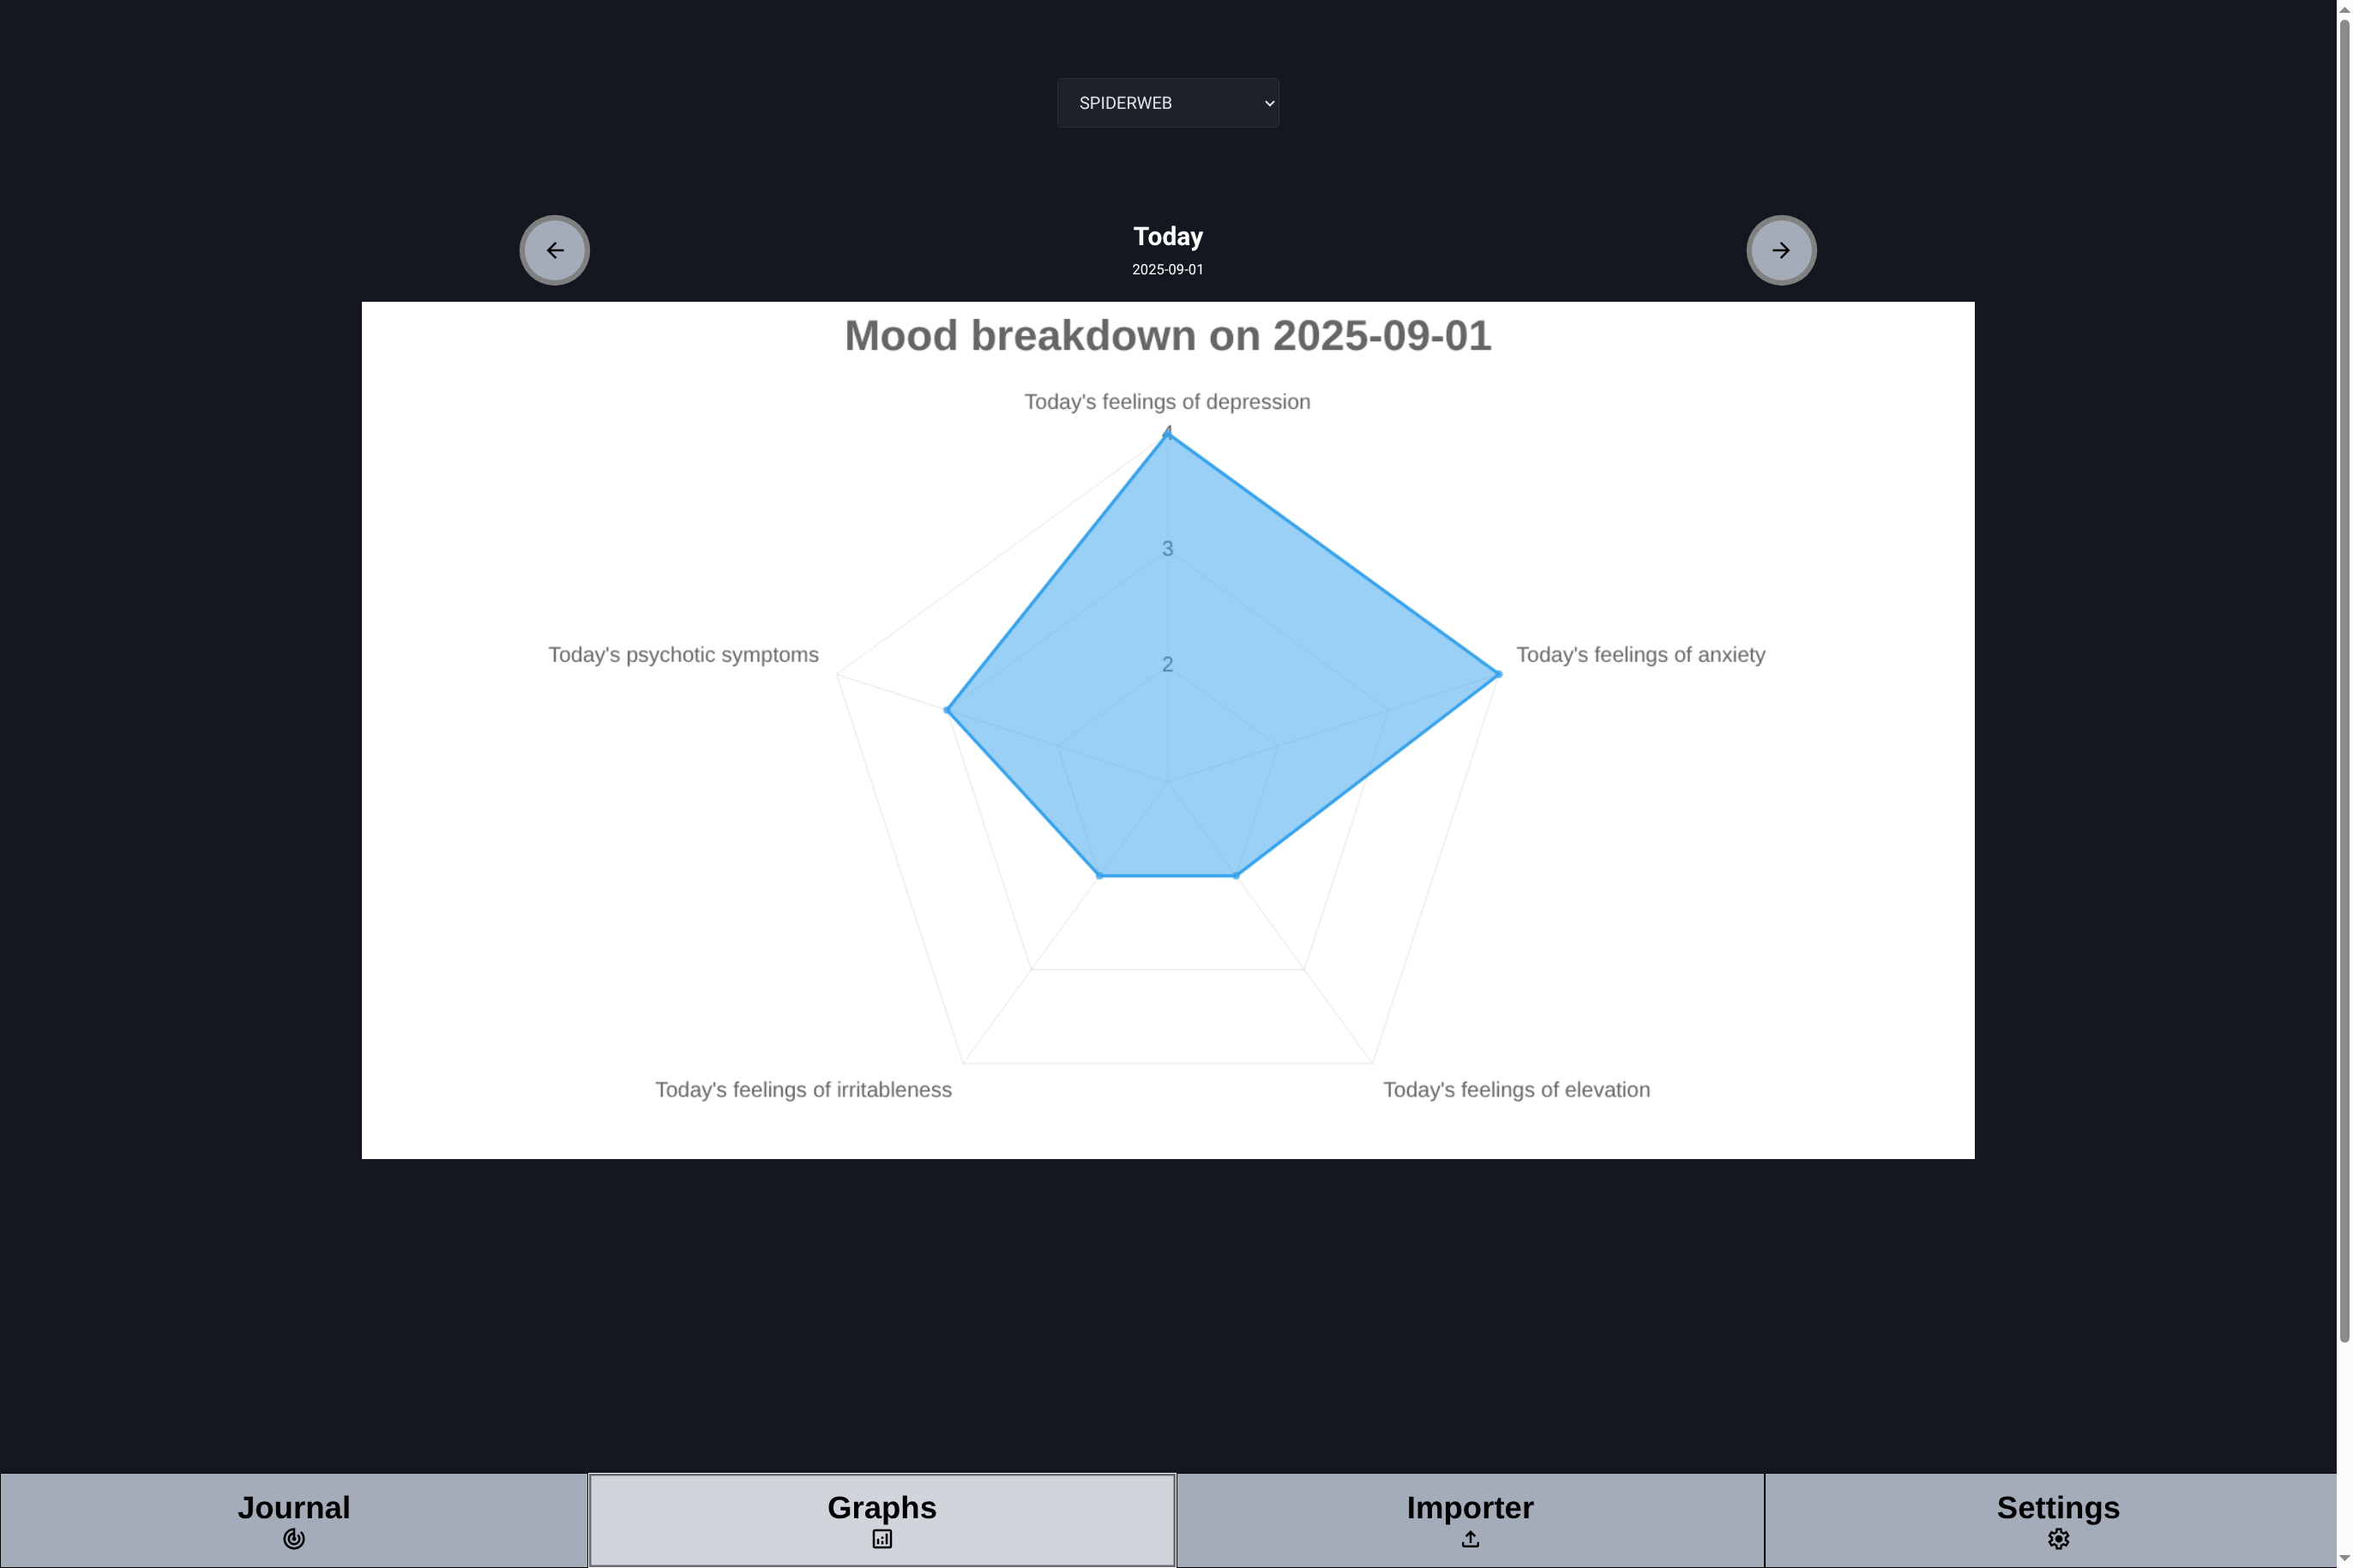 SPIDERWEB
Today
2025-09-01
Mood breakdown on 2025-09-01
Today's feelings of depression
4
3
Today's psychotic symptoms
Today's feelings of anxiety
2
Today's feelings of irritableness
Today's feelings of elevation
Journal
Graphs
Importer
Settings